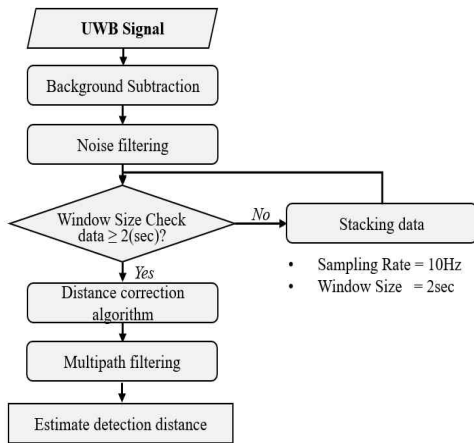 UWB Signal
Background Subtraction
Noise filtering
Window Size Check
data ≥ 2(sec)?
No
Stacking data
• Sampling Rate = 10Hz
• Window Size = 2sec
Yes
Distance correction
algorithm
Multipath filtering
Estimate detection distance